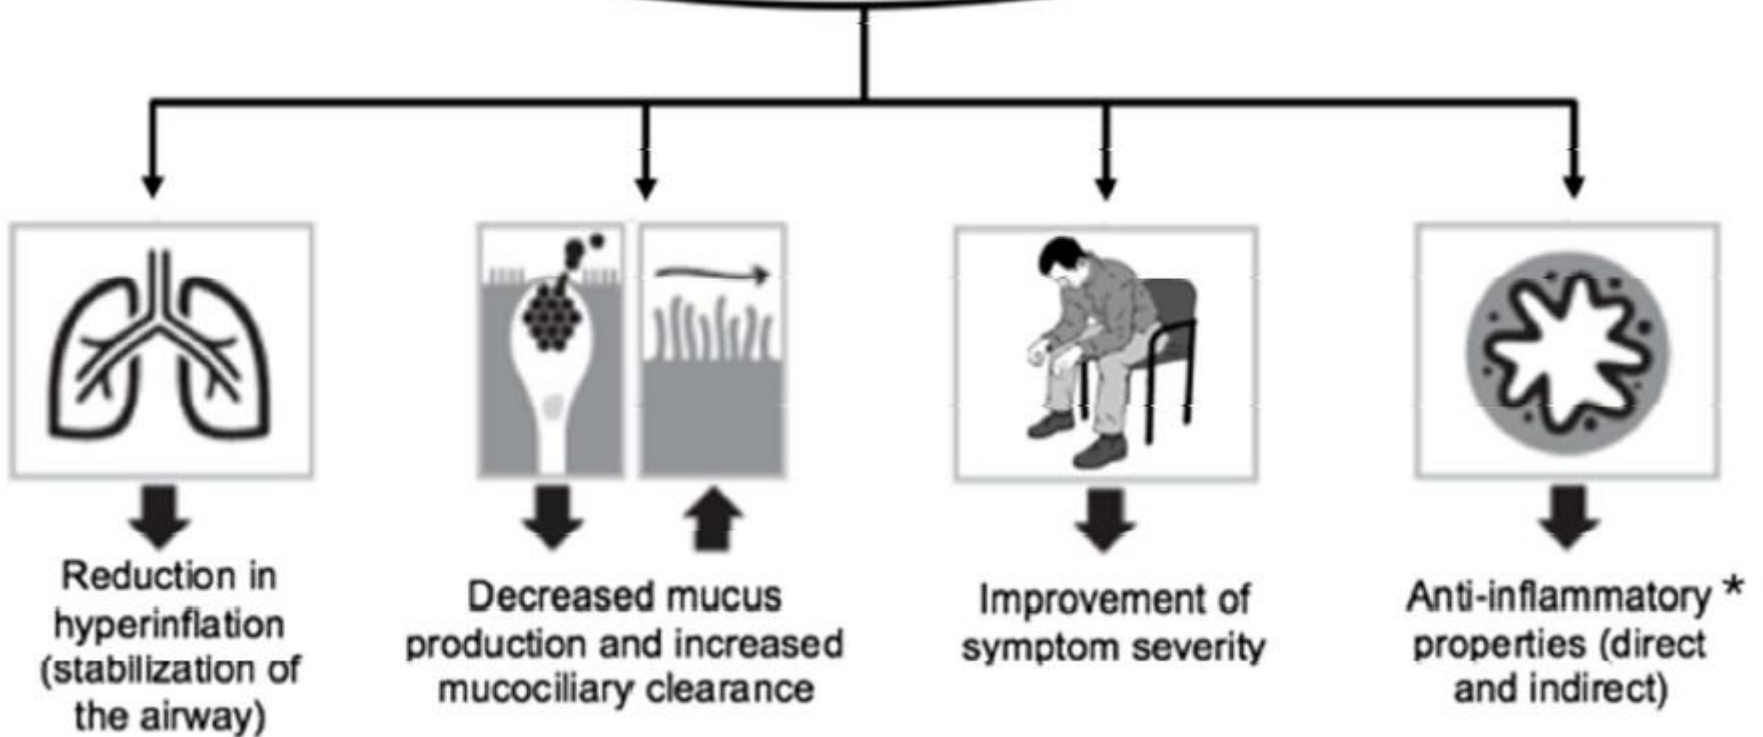 Reduction in
hyperinflation
(stabilization of
the airway)
Decreased mucus
production and increased
mucociliary clearance
Improvement of
symptom severity
Anti-inflammatory *
properties (direct
and indirect)